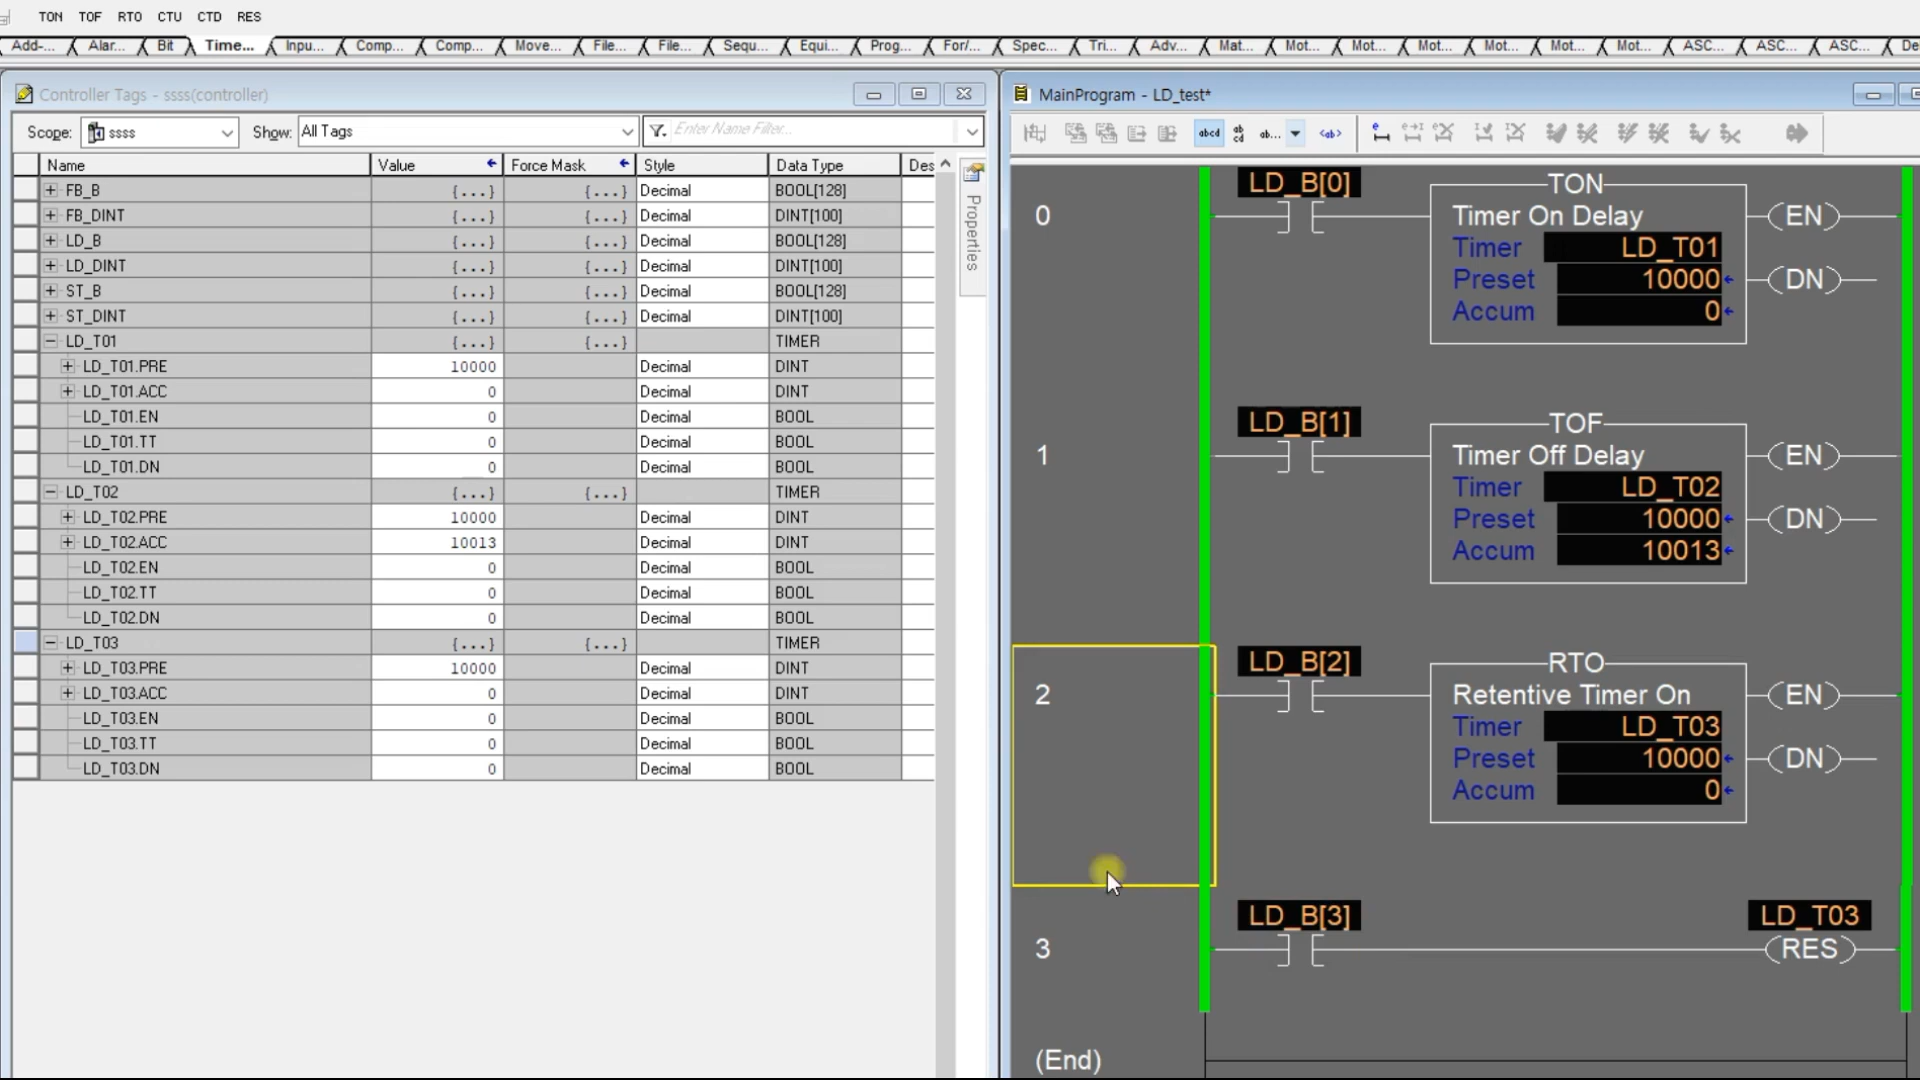 TON TOF RTO CTU CTD RES
Add-... Alar... Bit Time... Inpu... Comp... Comp... Move... File... File... Sequ... Equi... Prog... For/... Spec... Tri... Adv... Mat... Mot... Mot... Mot... Mot... Mot... Mot... ASC... ASC... ASC... De
Controller Tags - ssss(controller)
Scope: ssss Show: All Tags Enter Name Filter...
Name Value Force Mask Style Data Type Des
FB_B {...} {...} Decimal BOOL[128]
FB_DINT {...} {...} Decimal DINT[100]
LD_B {...} {...} Decimal BOOL[128]
LD_DINT {...} {...} Decimal DINT[100]
ST_B {...} {...} Decimal BOOL[128]
ST_DINT {...} {...} Decimal DINT[100]
LD_T01 {...} {...} TIMER
LD_T01.PRE 10000 Decimal DINT
LD_T01.ACC 0 Decimal DINT
LD_T01.EN 0 Decimal BOOL
LD_T01.TT 0 Decimal BOOL
LD_T01.DN 0 Decimal BOOL
LD_T02 {...} {...} TIMER
LD_T02.PRE 10000 Decimal DINT
LD_T02.ACC 10013 Decimal DINT
LD_T02.EN 0 Decimal BOOL
LD_T02.TT 0 Decimal BOOL
LD_T02.DN 0 Decimal BOOL
LD_T03 {...} {...} TIMER
LD_T03.PRE 10000 Decimal DINT
LD_T03.ACC 0 Decimal DINT
LD_T03.EN 0 Decimal BOOL
LD_T03.TT 0 Decimal BOOL
LD_T03.DN 0 Decimal BOOL
Properties
MainProgram - LD_test*
abcd ab cd ab... <ab>
LD_B[0] TON
0 Timer On Delay (EN)
Timer LD_T01
Preset 10000 (DN)
Accum 0
LD_B[1] TOF
1 Timer Off Delay (EN)
Timer LD_T02
Preset 10000 (DN)
Accum 10013
LD_B[2] RTO
2 Retentive Timer On (EN)
Timer LD_T03
Preset 10000 (DN)
Accum 0
LD_B[3] LD_T03
3 (RES)
(End)